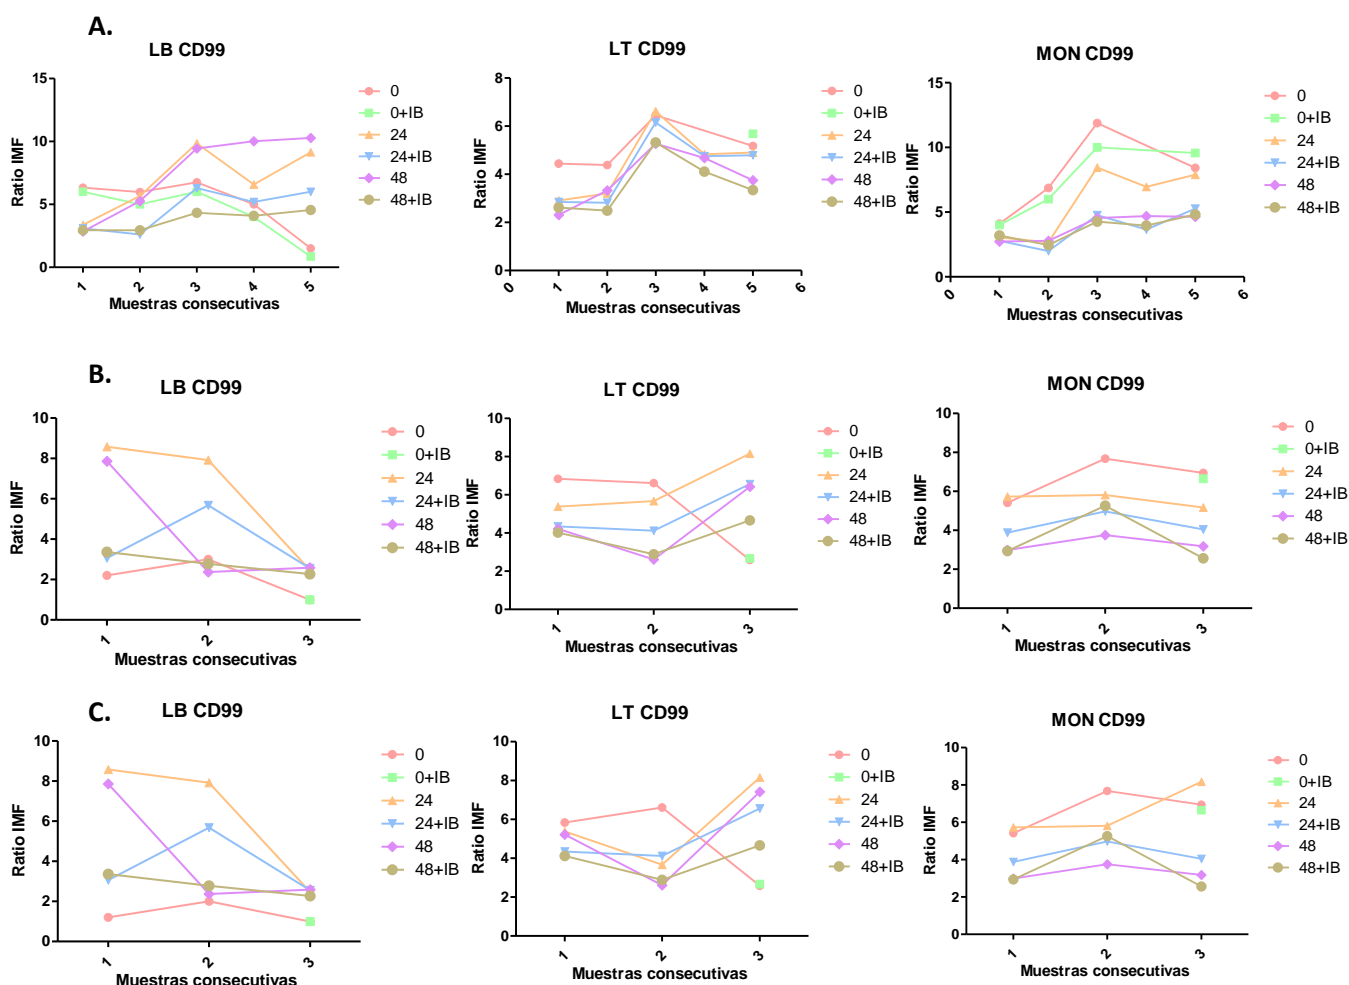 A.
LB CD99
Ratio IMF
15
10
5
0
1 2 3 4 5
Muestras consecutivas
0
0+IB
24
24+IB
48
48+IB
LT CD99
Ratio IMF
8
6
4
2
0
0 1 2 3 4 5 6
Muestras consecutivas
0
0+IB
24
24+IB
48
48+IB
MON CD99
Ratio IMF
15
10
5
0
0 1 2 3 4 5 6
Muestras consecutivas
0
0+IB
24
24+IB
48
48+IB
B.
LB CD99
Ratio IMF
10
8
6
4
2
0
1 2 3
Muestras consecutivas
0
0+IB
24
24+IB
48
48+IB
LT CD99
Ratio IMF
10
8
6
4
2
0
1 2 3
Muestras consecutivas
0
0+IB
24
24+IB
48
48+IB
MON CD99
Ratio IMF
10
8
6
4
2
0
1 2 3
Muestras consecutivas
0
0+IB
24
24+IB
48
48+IB
C.
LB CD99
Ratio IMF
10
8
6
4
2
0
1 2 3
Muestras consecutivas
0
0+IB
24
24+IB
48
48+IB
LT CD99
Ratio IMF
10
8
6
4
2
0
1 2 3
Muestras consecutivas
0
0+IB
24
24+IB
48
48+IB
MON CD99
Ratio IMF
10
8
6
4
2
0
1 2 3
Muestras consecutivas
0
0+IB
24
24+IB
48
48+IB